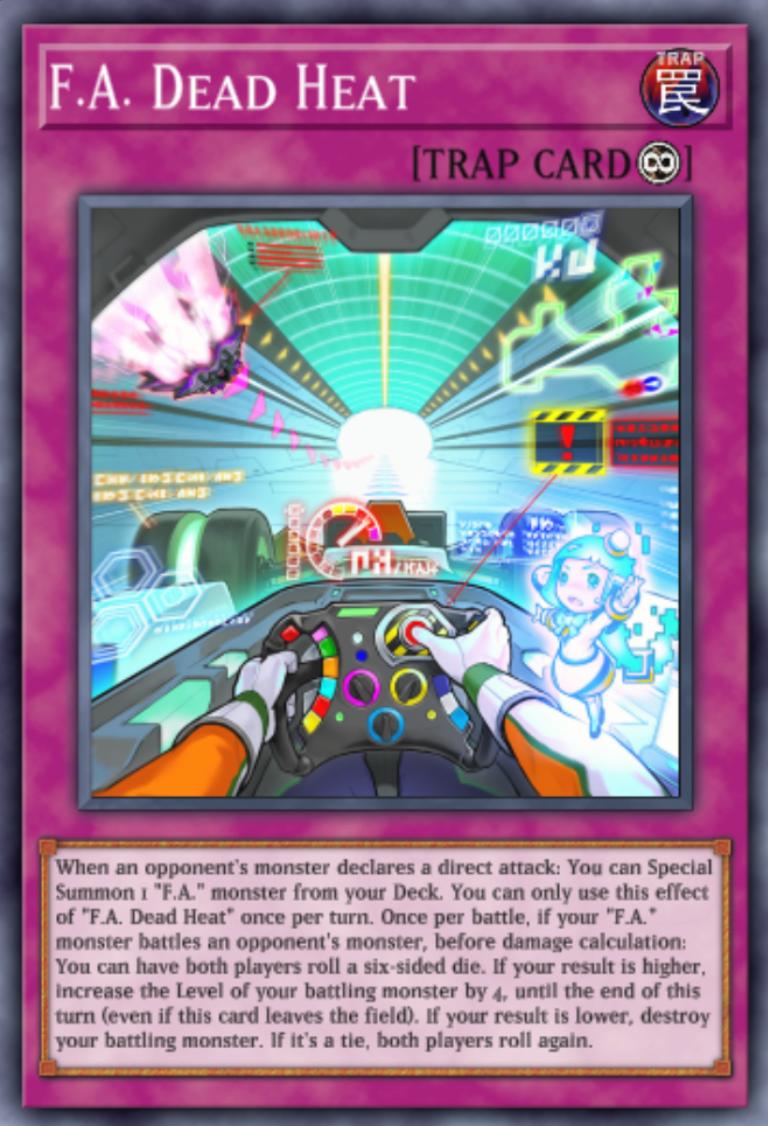 F.A. DEAD HEAT
TRAP
罠
[TRAP CARD]
When an opponent's monster declares a direct attack: You can Special
Summon 1 "F.A." monster from your Deck. You can only use this effect
of "F.A. Dead Heat" once per turn. Once per battle, if your "F.A."
monster battles an opponent's monster, before damage calculation:
You can have both players roll a six-sided die. If your result is higher,
increase the Level of your battling monster by 4, until the end of this
turn (even if this card leaves the field). If your result is lower, destroy
your battling monster. If it's a tie, both players roll again.